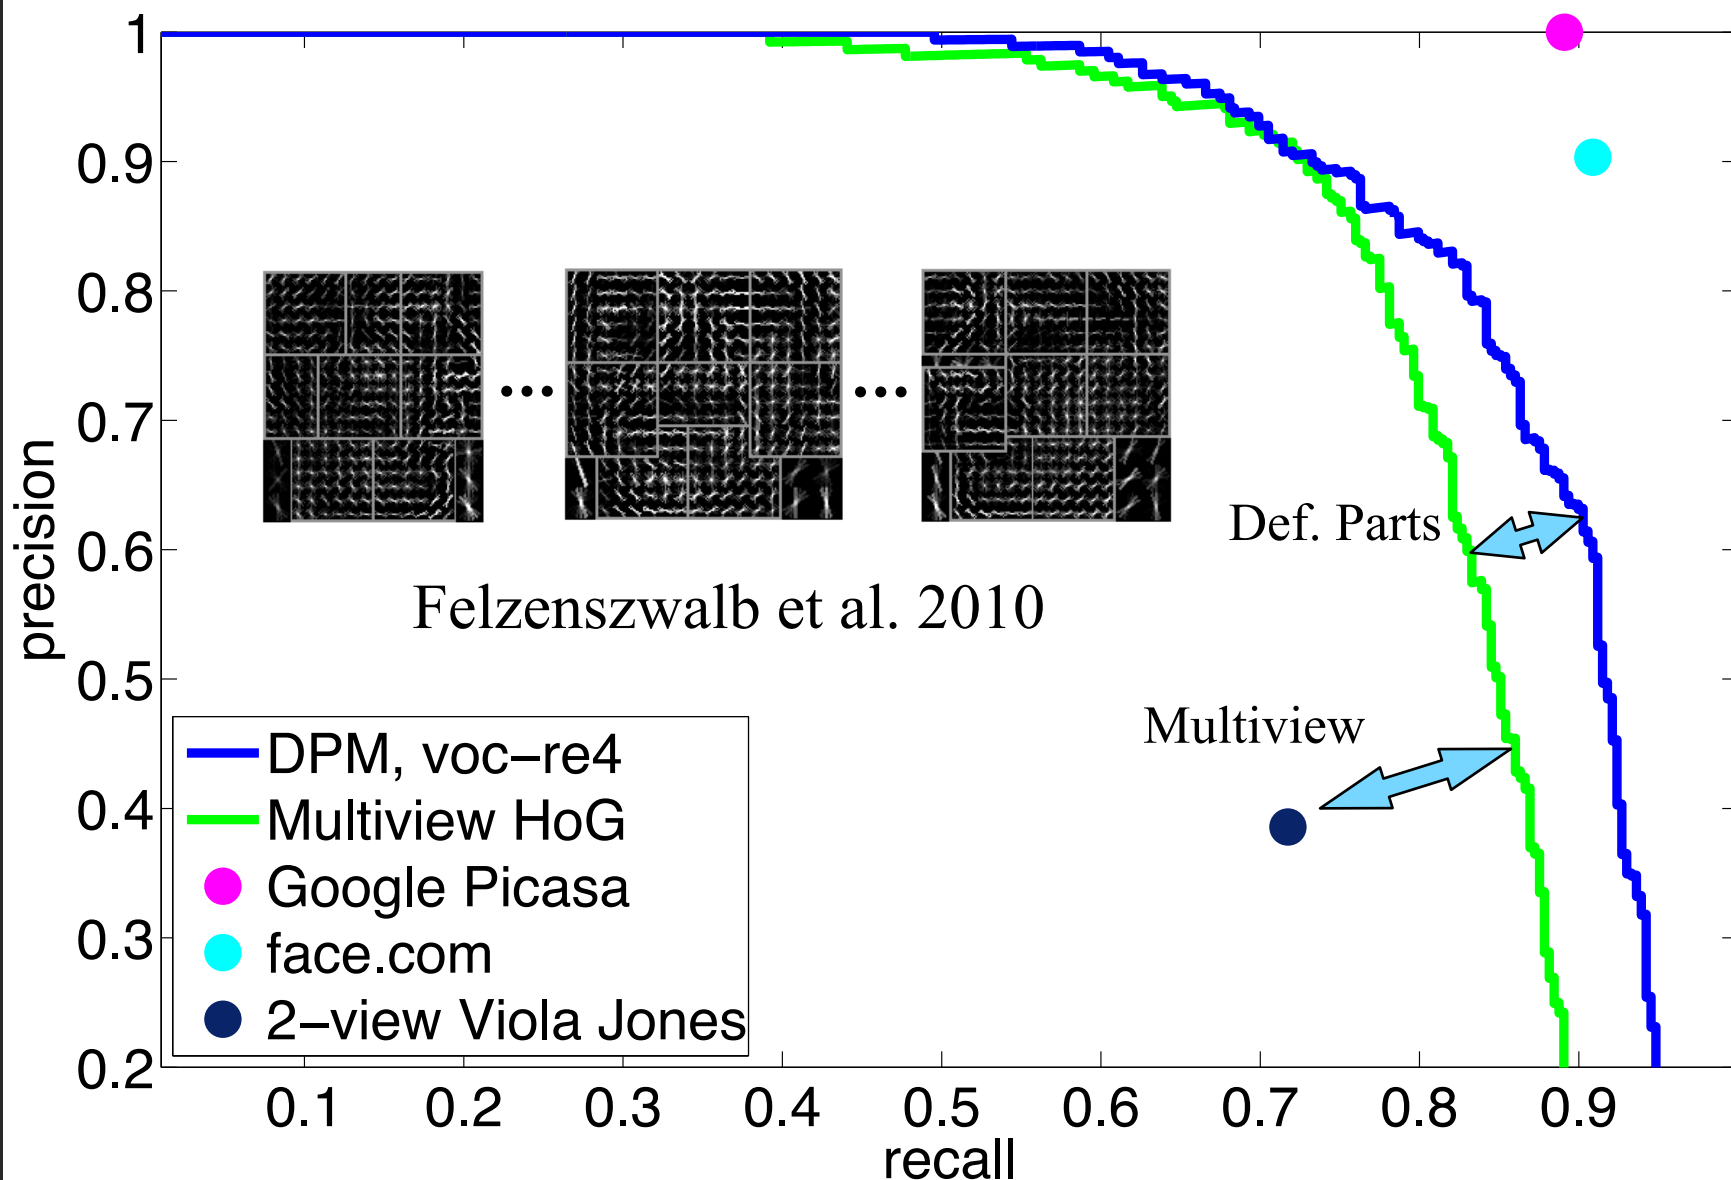 1
0.9
0.8
0.7
0.6
0.5
0.4
0.3
0.2
precision
Def. Parts
Felzenszwalb et al. 2010
Multiview
DPM, voc−re4
Multiview HoG
Google Picasa
face.com
2−view Viola Jones
0.1 0.2 0.3 0.4 0.5 0.6 0.7 0.8 0.9
recall